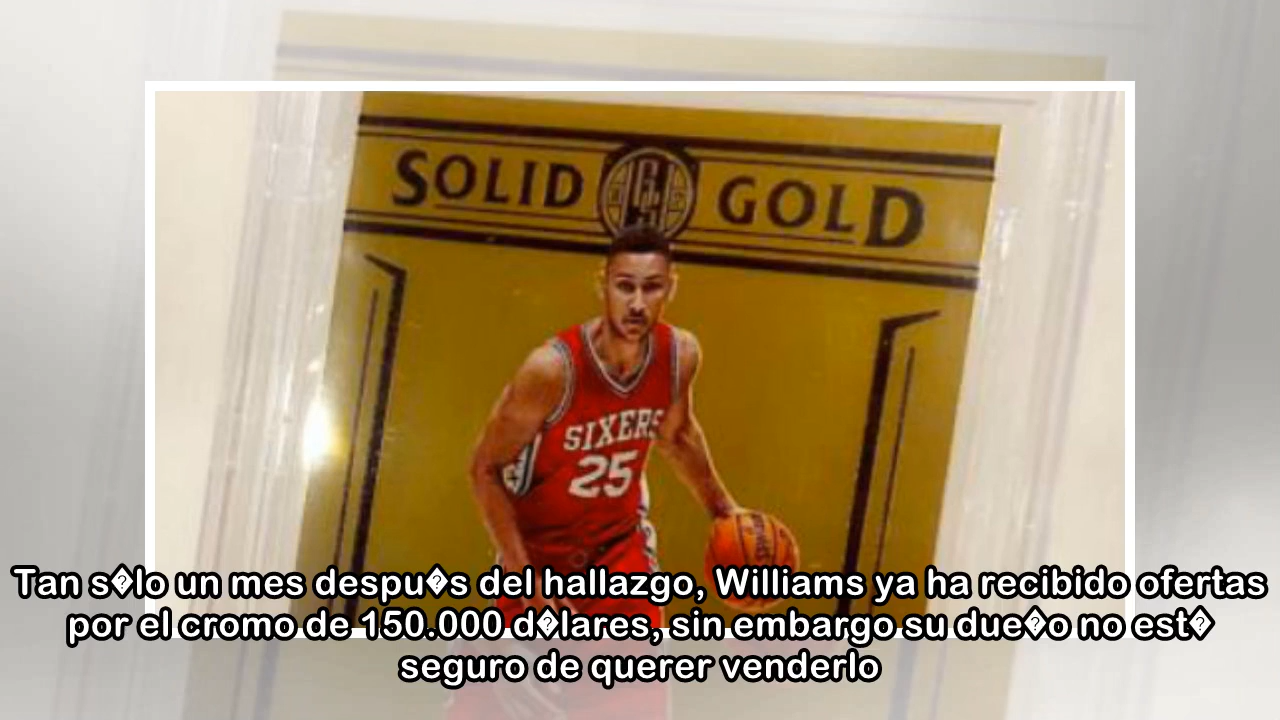 SOLID GOLD
SIXERS
25
SPALDING
Tan s�lo un mes despu�s del hallazgo, Williams ya ha recibido ofertas
por el cromo de 150.000 d�lares, sin embargo su due�o no est�
seguro de querer venderlo